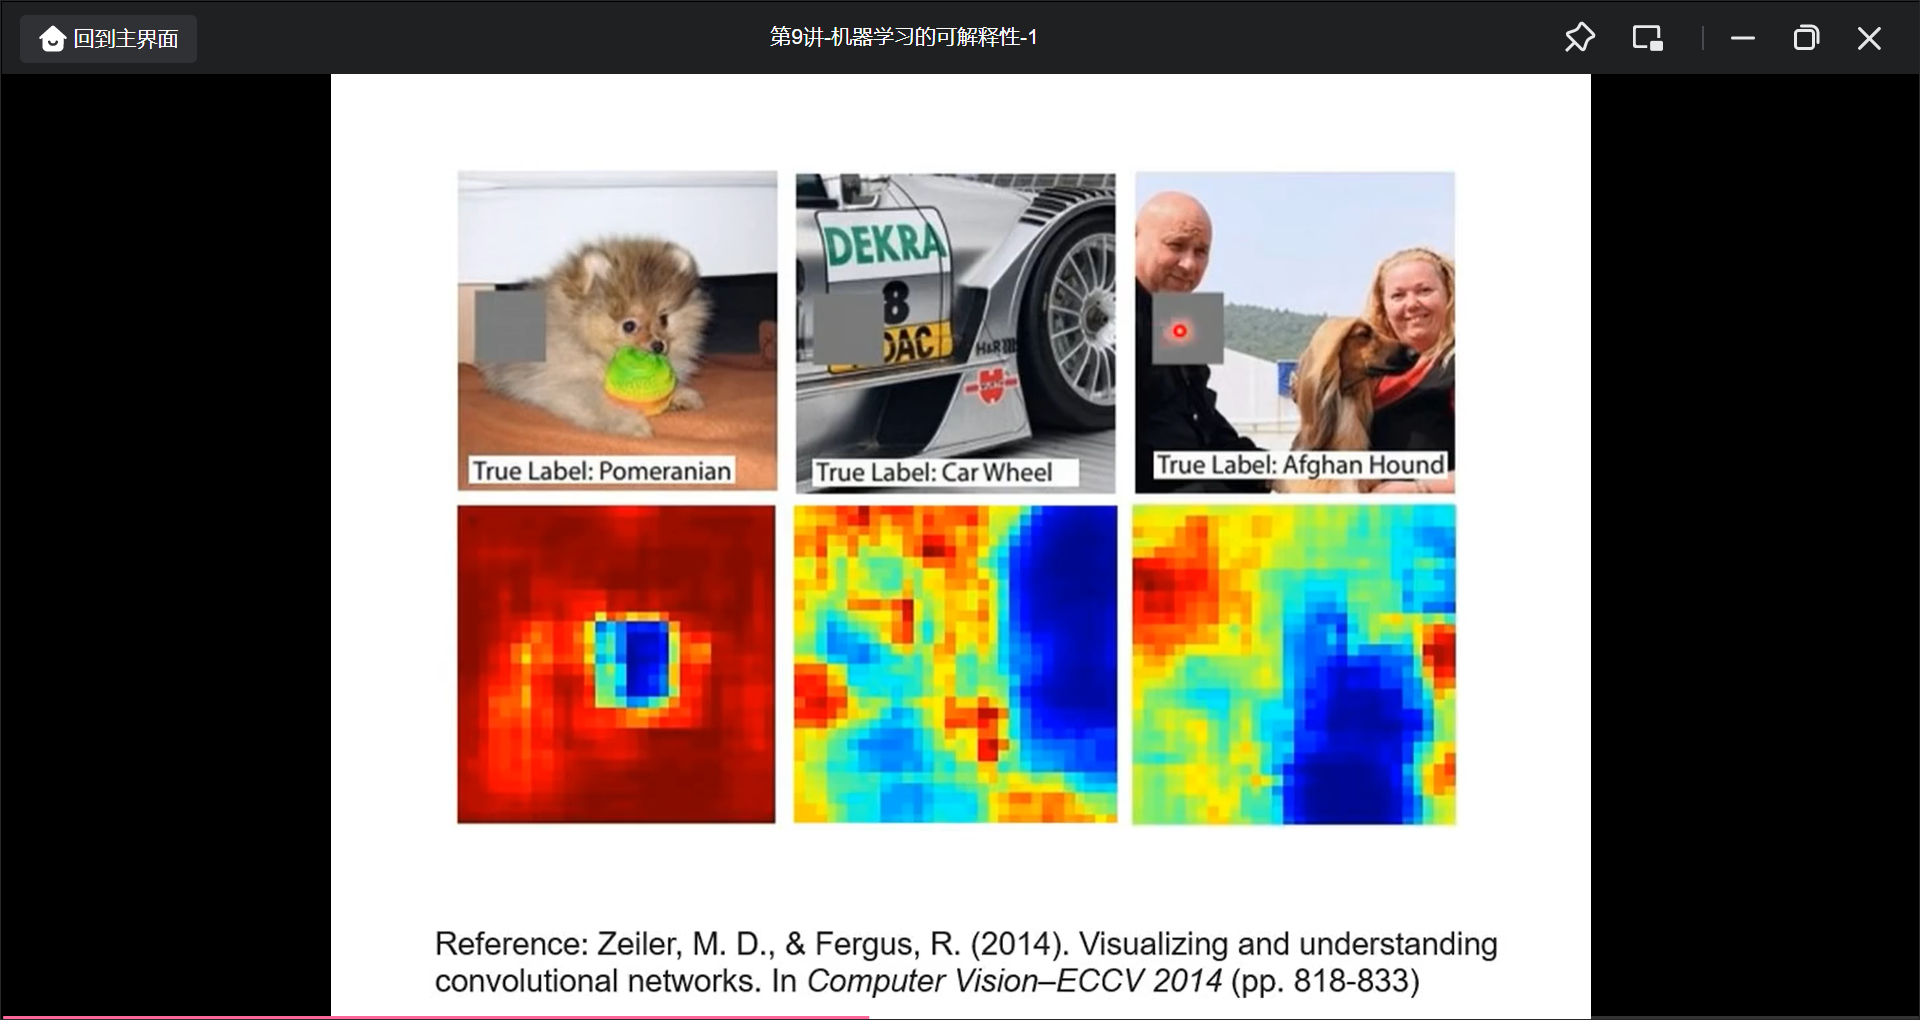 回到主界面
第9讲-机器学习的可解释性-1
DEKRA
8
DAC
H&R
True Label: Pomeranian
True Label: Car Wheel
True Label: Afghan Hound
Reference: Zeiler, M. D., & Fergus, R. (2014). Visualizing and understanding
convolutional networks. In Computer Vision–ECCV 2014 (pp. 818-833)